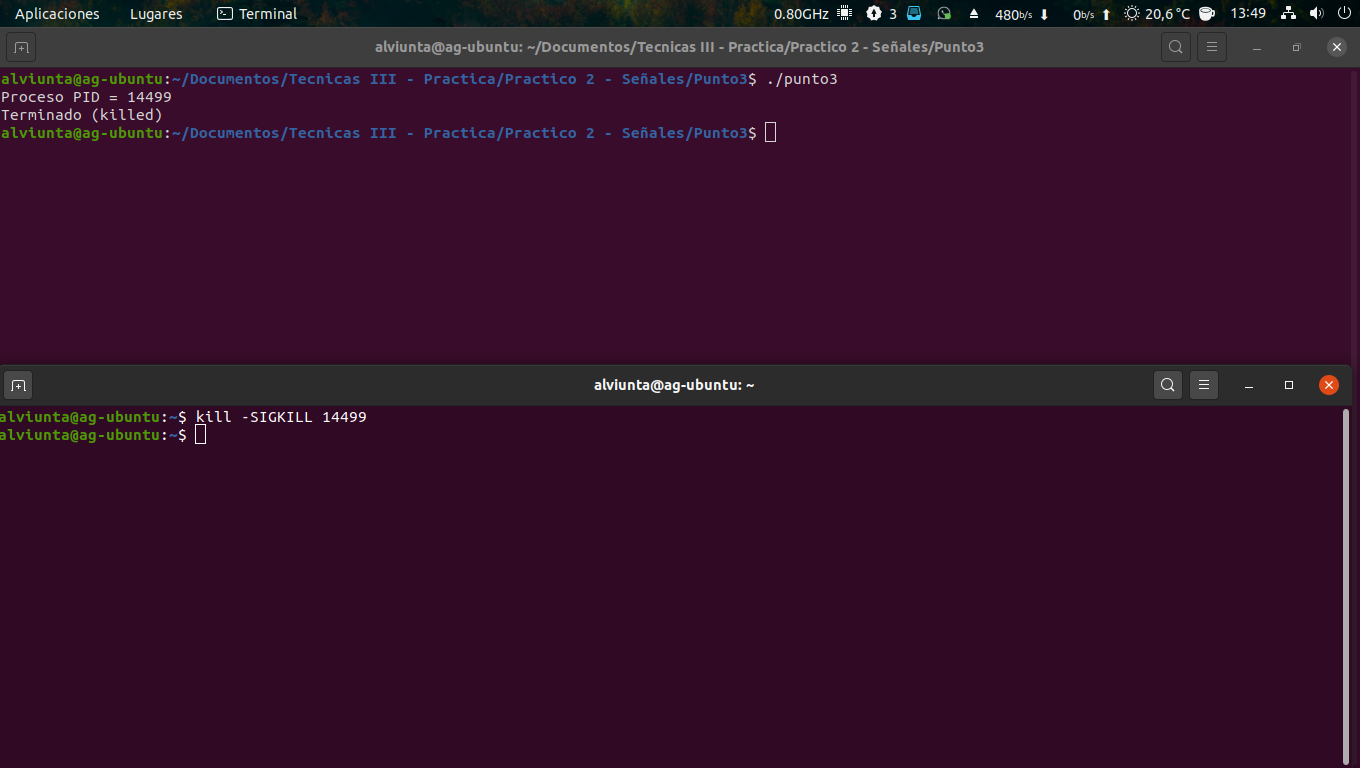 Aplicaciones Lugares Terminal 0.80GHz 3 480b/s 0b/s 20,6°C 13:49
alviunta@ag-ubuntu: ~/Documentos/Tecnicas III - Practica/Practico 2 - Señales/Punto3
alviunta@ag-ubuntu:~/Documentos/Tecnicas III - Practica/Practico 2 - Señales/Punto3$ ./punto3
Proceso PID = 14499
Terminado (killed)
alviunta@ag-ubuntu:~/Documentos/Tecnicas III - Practica/Practico 2 - Señales/Punto3$
alviunta@ag-ubuntu: ~
alviunta@ag-ubuntu:~$ kill -SIGKILL 14499
alviunta@ag-ubuntu:~$